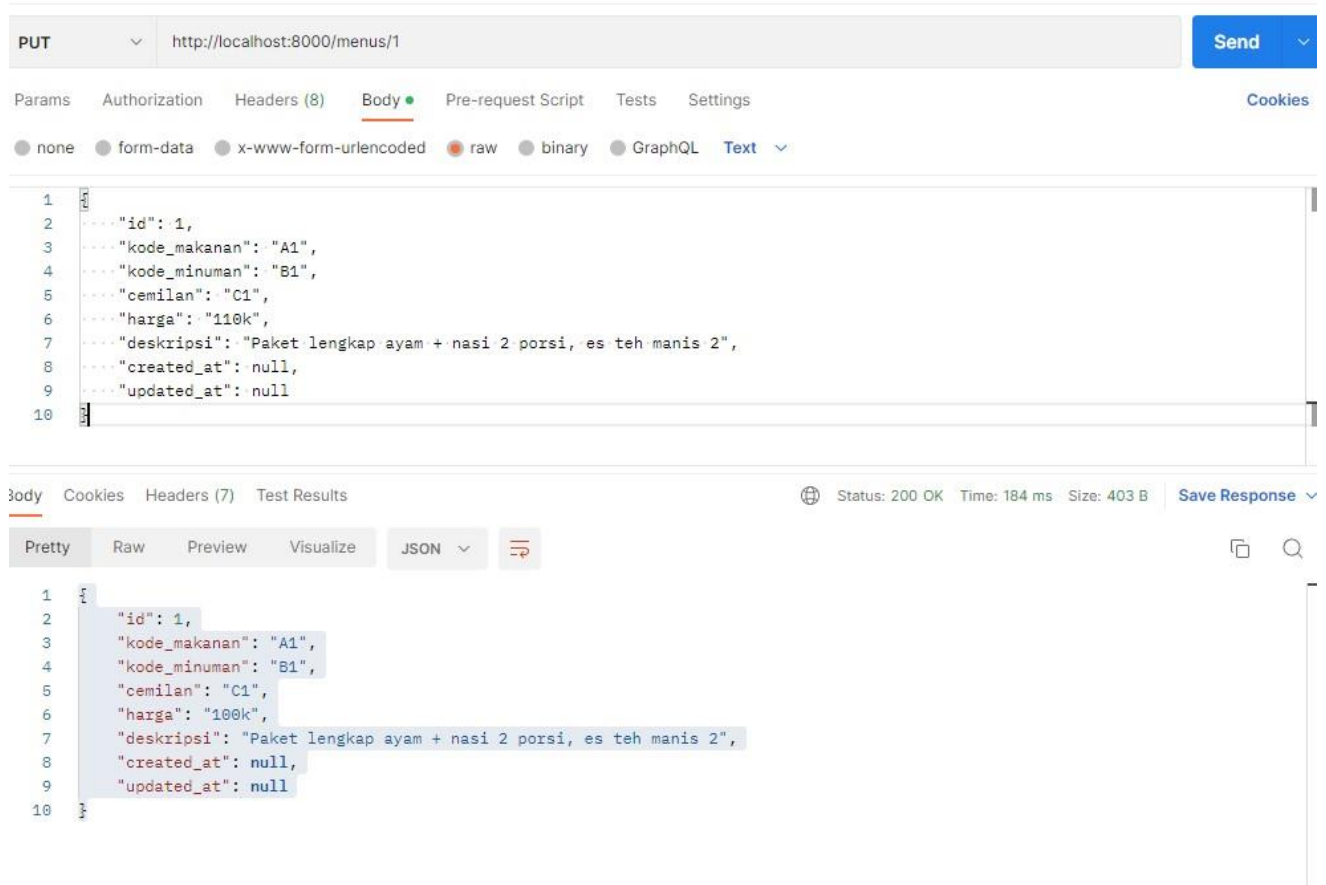 PUT http://localhost:8000/menus/1 Send
Params Authorization Headers (8) Body Pre-request Script Tests Settings Cookies
none form-data x-www-form-urlencoded raw binary GraphQL Text
1 {
2 "id": 1,
3 "kode_makanan": "A1",
4 "kode_minuman": "B1",
5 "cemilan": "C1",
6 "harga": "110k",
7 "deskripsi": "Paket lengkap ayam + nasi 2 porsi, es teh manis 2",
8 "created_at": null,
9 "updated_at": null
10 }
Body Cookies Headers (7) Test Results Status: 200 OK Time: 184 ms Size: 403 B Save Response
Pretty Raw Preview Visualize JSON
1 {
2 "id": 1,
3 "kode_makanan": "A1",
4 "kode_minuman": "B1",
5 "cemilan": "C1",
6 "harga": "100k",
7 "deskripsi": "Paket lengkap ayam + nasi 2 porsi, es teh manis 2",
8 "created_at": null,
9 "updated_at": null
10 }